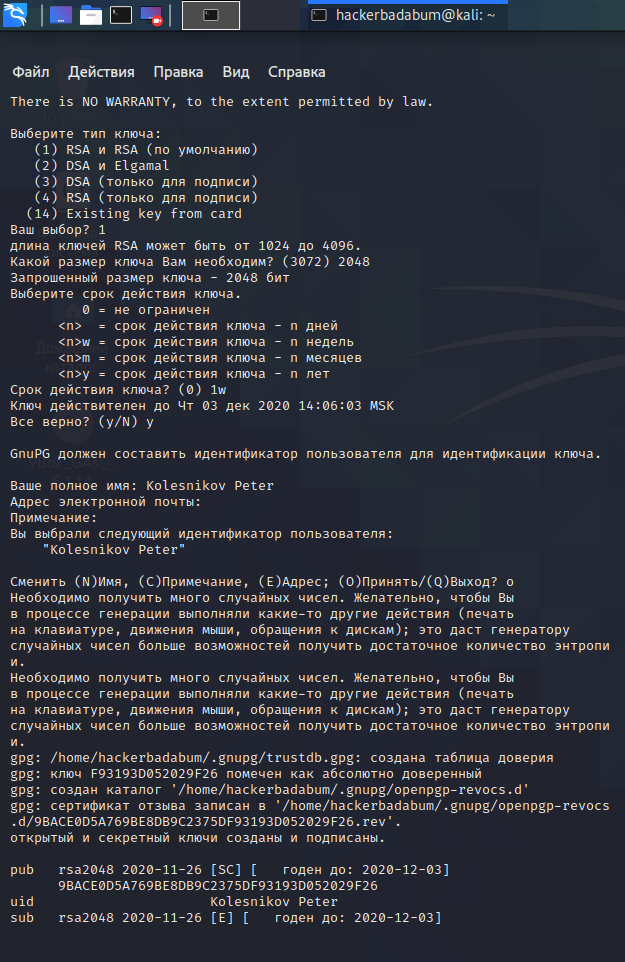 hackerbadabum@kali: ~
Файл Действия Правка Вид Справка
There is NO WARRANTY, to the extent permitted by law.
Выберите тип ключа:
(1) RSA и RSA (по умолчанию)
(2) DSA и Elgamal
(3) DSA (только для подписи)
(4) RSA (только для подписи)
(14) Existing key from card
Ваш выбор? 1
длина ключей RSA может быть от 1024 до 4096.
Какой размер ключа Вам необходим? (3072) 2048
Запрошенный размер ключа - 2048 бит
Выберите срок действия ключа.
0 = не ограничен
<n>  = срок действия ключа - n дней
<n>w = срок действия ключа - n недель
<n>m = срок действия ключа - n месяцев
<n>y = срок действия ключа - n лет
Срок действия ключа? (0) 1w
Ключ действителен до Чт 03 дек 2020 14:06:03 MSK
Все верно? (y/N) y
GnuPG должен составить идентификатор пользователя для идентификации ключа.
Ваше полное имя: Kolesnikov Peter
Адрес электронной почты:
Примечание:
Вы выбрали следующий идентификатор пользователя:
"Kolesnikov Peter"
Сменить (N)Имя, (C)Примечание, (E)Адрес; (O)Принять/(Q)Выход? o
Необходимо получить много случайных чисел. Желательно, чтобы Вы
в процессе генерации выполняли какие-то другие действия (печать
на клавиатуре, движения мыши, обращения к дискам); это даст генератору
случайных чисел больше возможностей получить достаточное количество энтропи
и.
Необходимо получить много случайных чисел. Желательно, чтобы Вы
в процессе генерации выполняли какие-то другие действия (печать
на клавиатуре, движения мыши, обращения к дискам); это даст генератору
случайных чисел больше возможностей получить достаточное количество энтропи
и.
gpg: /home/hackerbadabum/.gnupg/trustdb.gpg: создана таблица доверия
gpg: ключ F93193D052029F26 помечен как абсолютно доверенный
gpg: создан каталог '/home/hackerbadabum/.gnupg/openpgp-revocs.d'
gpg: сертификат отзыва записан в '/home/hackerbadabum/.gnupg/openpgp-revocs
.d/9BACE0D5A769BE8DB9C2375DF93193D052029F26.rev'.
открытый и секретный ключи созданы и подписаны.
pub   rsa2048 2020-11-26 [SC] [   годен до: 2020-12-03]
9BACE0D5A769BE8DB9C2375DF93193D052029F26
uid                      Kolesnikov Peter
sub   rsa2048 2020-11-26 [E] [   годен до: 2020-12-03]